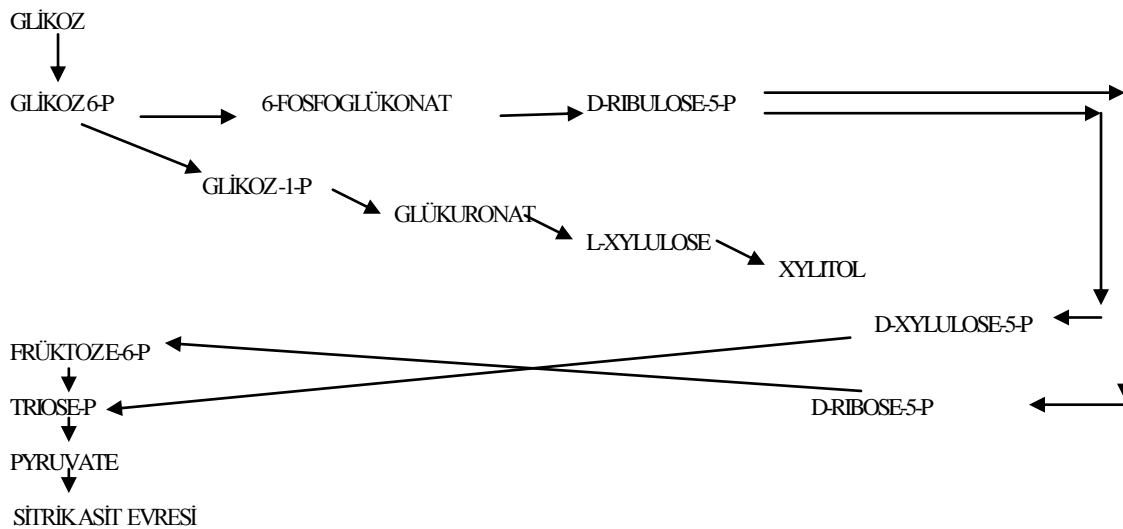 GLİKOZ
GLİKOZ 6-P 6-FOSFOGLÜKONAT D-RIBULOSE-5-P
GLİKOZ-1-P
GLÜKURONAT
L-XYLULOSE
XYLITOL
D-XYLULOSE-5-P
FRÜKTOZE-6-P
TRIOSE-P D-RIBOSE-5-P
PYRUVATE
SİTRİK ASİT EVRESİ